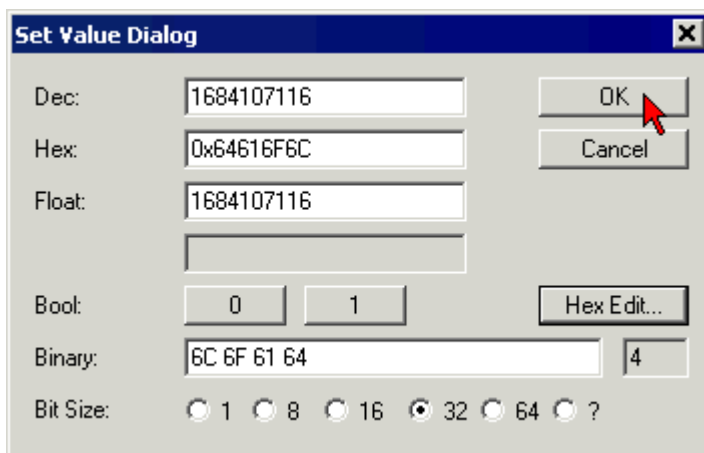 Set Value Dialog
Dec: 1684107116 OK
Hex: 0x64616F6C Cancel
Float: 1684107116
Bool: 0 1 Hex Edit...
Binary: 6C 6F 61 64 4
Bit Size: 1 8 16 32 64 ?